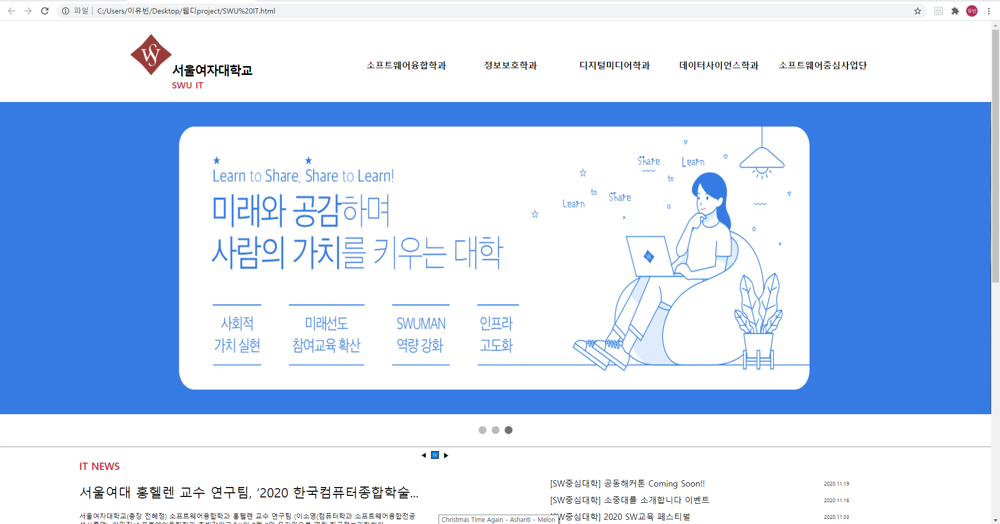 파일 C:/Users/이유빈/Desktop/웹디project/SWU%20IT.html
유빈
서울여자대학교
SWU IT
소프트웨어융합학과 정보보호학과 디지털미디어학과 데이터사이언스학과 소프트웨어중심사업단
Learn to Share, Share to Learn!
미래와 공감하며
사람의 가치를 키우는 대학
Share to Learn
Learn to Share
사회적
가치 실현
미래선도
참여교육 확산
SWUMAN
역량 강화
인프라
고도화
IT NEWS
서울여대 홍헬렌 교수 연구팀, ‘2020 한국컴퓨터종합학술...
서울여자대학교(총장 전혜정) 소프트웨어융합학과 홍헬렌 교수 연구팀 (이소영(컴퓨터학과 소프트웨어융합전공
[SW중심대학] 공동해커톤 Coming Soon!! 2020.11.19
[SW중심대학] 소중대를 소개합니다 이벤트 2020.11.16
W중심대학] 2020 SW교육 페스티벌 2020.11.03
Christmas Time Again - Ashanti - Melon